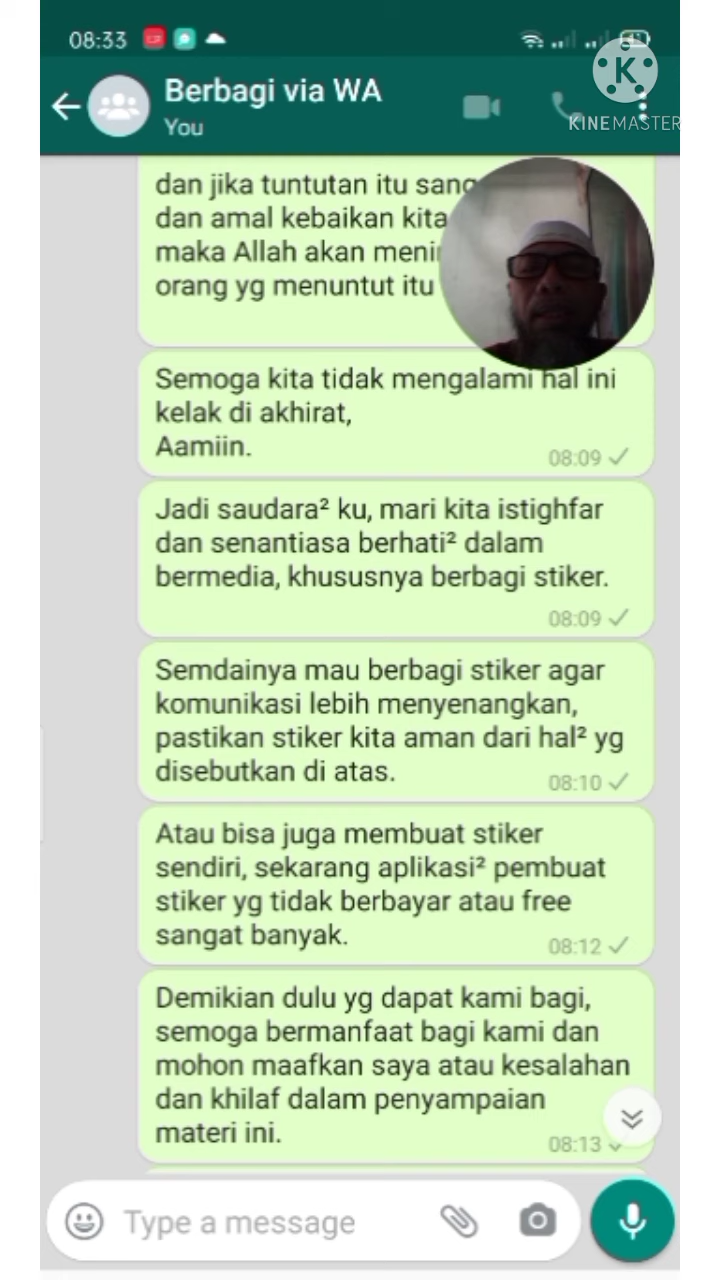 08:33
Berbagi via WA
You
K
KINEMASTER
dan jika tuntutan itu
dan amal kebaikan kita
maka Allah akan
orang yg menuntut itu
Semoga kita tidak mengalami hal ini
kelak di akhirat,
Aamiin.
08:09
Jadi saudara² ku, mari kita istighfar
dan senantiasa berhati² dalam
bermedia, khususnya berbagi stiker.
08:09
Semdainya mau berbagi stiker agar
komunikasi lebih menyenangkan,
pastikan stiker kita aman dari hal² yg
disebutkan di atas.
08:10
Atau bisa juga membuat stiker
sendiri, sekarang aplikasi² pembuat
stiker yg tidak berbayar atau free
sangat banyak.
08:12
Demikian dulu yg dapat kami bagi,
semoga bermanfaat bagi kami dan
mohon maafkan saya atau kesalahan
dan khilaf dalam penyampaian
materi ini.
08:13
Type a message